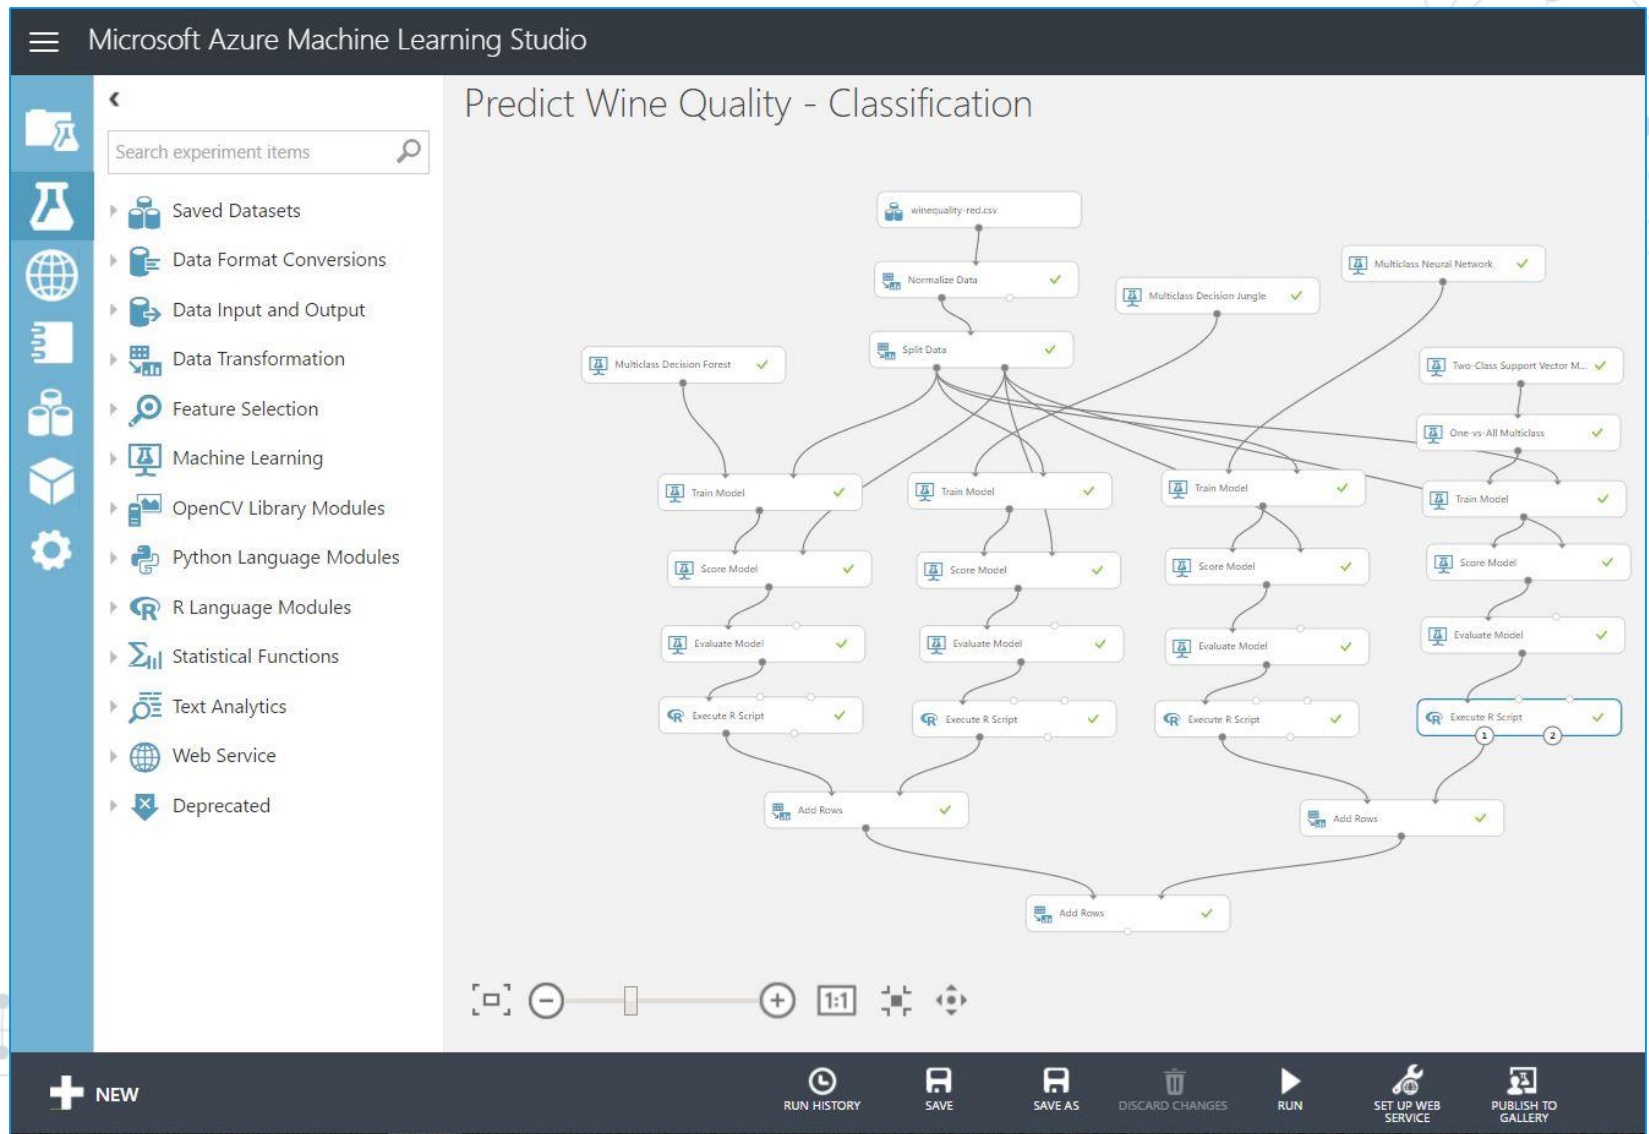 Microsoft Azure Machine Learning Studio
Predict Wine Quality - Classification
Search experiment items
Saved Datasets
Data Format Conversions
Data Input and Output
Data Transformation
Feature Selection
Machine Learning
OpenCV Library Modules
Python Language Modules
R Language Modules
Statistical Functions
Text Analytics
Web Service
Deprecated
winequality-red.csv
Normalize Data
Multiclass Neural Network
Multiclass Decision Jungle
Split Data
Multiclass Decision Forest
Two-Class Support Vector M...
One-vs-All Multiclass
Train Model
Train Model
Train Model
Train Model
Score Model
Score Model
Score Model
Score Model
Evaluate Model
Evaluate Model
Evaluate Model
Evaluate Model
Execute R Script
Execute R Script
Execute R Script
Execute R Script
1
2
Add Rows
Add Rows
Add Rows
1:1
NEW
RUN HISTORY
SAVE
SAVE AS
DISCARD CHANGES
RUN
SET UP WEB
SERVICE
PUBLISH TO
GALLERY